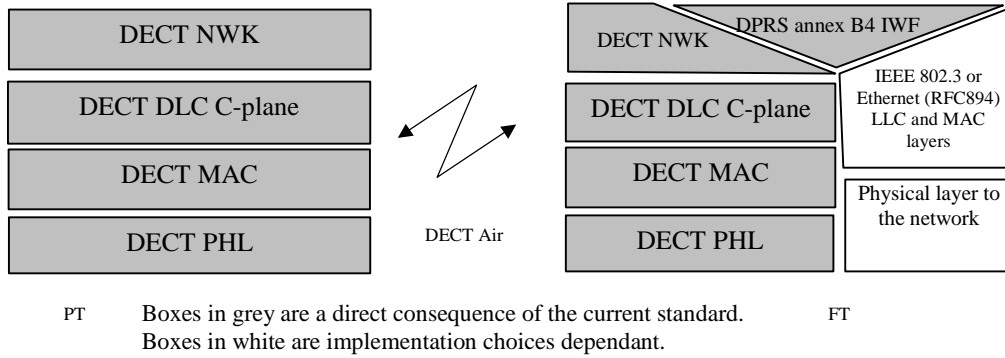 DECT NWK
DECT DLC C-plane
DECT MAC
DECT PHL
DECT Air
DECT NWK
DPRS annex B4 IWF
DECT DLC C-plane
DECT MAC
DECT PHL
IEEE 802.3 or
Ethernet (RFC894)
LLC and MAC
layers
Physical layer to
the network
PT
Boxes in grey are a direct consequence of the current standard.
Boxes in white are implementation choices dependant.
FT